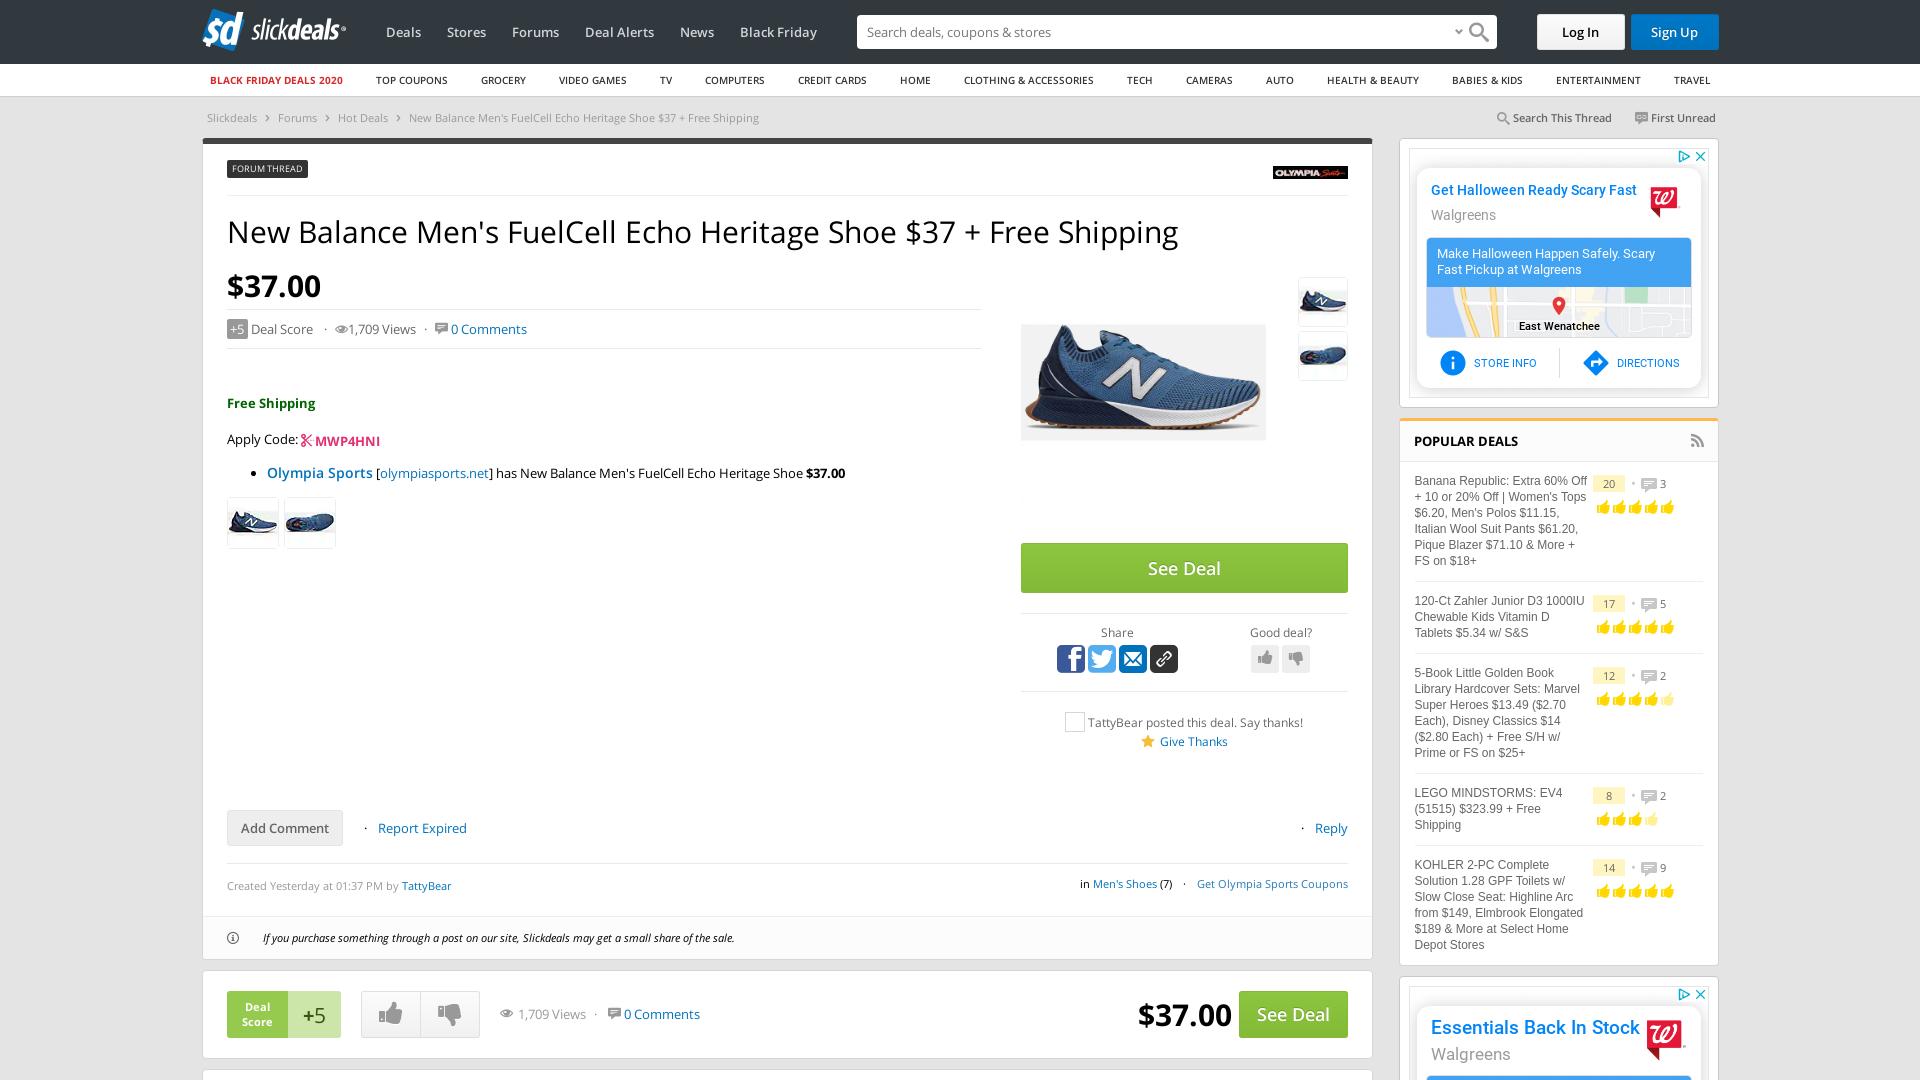 sd slickdeals
Deals Stores Forums Deal Alerts News Black Friday
Search deals, coupons & stores
Log In Sign Up
BLACK FRIDAY DEALS 2020 TOP COUPONS GROCERY VIDEO GAMES TV COMPUTERS CREDIT CARDS HOME CLOTHING & ACCESSORIES TECH CAMERAS AUTO HEALTH & BEAUTY BABIES & KIDS ENTERTAINMENT TRAVEL
Slickdeals › Forums › Hot Deals › New Balance Men's FuelCell Echo Heritage Shoe $37 + Free Shipping
Search This Thread First Unread
FORUM THREAD
OLYMPIA Sports
New Balance Men's FuelCell Echo Heritage Shoe $37 + Free Shipping
$37.00
+5 Deal Score · 1,709 Views · 0 Comments
Free Shipping
Apply Code: MWP4HNI
• Olympia Sports [olympiasports.net] has New Balance Men's FuelCell Echo Heritage Shoe $37.00
N
See Deal
Share
Good deal?
TattyBear posted this deal. Say thanks!
Give Thanks
Add Comment · Report Expired
· Reply
Created Yesterday at 01:37 PM by TattyBear
in Men's Shoes (7) · Get Olympia Sports Coupons
If you purchase something through a post on our site, Slickdeals may get a small share of the sale.
Deal
Score
+5
1,709 Views · 0 Comments
$37.00 See Deal
Get Halloween Ready Scary Fast
Walgreens
Make Halloween Happen Safely. Scary
Fast Pickup at Walgreens
East Wenatchee
STORE INFO DIRECTIONS
POPULAR DEALS
Banana Republic: Extra 60% Off
+ 10 or 20% Off | Women's Tops
$6.20, Men's Polos $11.15,
Italian Wool Suit Pants $61.20,
Pique Blazer $71.10 & More +
FS on $18+
20 • 3
120-Ct Zahler Junior D3 1000IU
Chewable Kids Vitamin D
Tablets $5.34 w/ S&S
17 • 5
5-Book Little Golden Book
Library Hardcover Sets: Marvel
Super Heroes $13.49 ($2.70
Each), Disney Classics $14
($2.80 Each) + Free S/H w/
Prime or FS on $25+
12 • 2
LEGO MINDSTORMS: EV4
(51515) $323.99 + Free
Shipping
8 • 2
KOHLER 2-PC Complete
Solution 1.28 GPF Toilets w/
Slow Close Seat: Highline Arc
from $149, Elmbrook Elongated
$189 & More at Select Home
Depot Stores
14 • 9
Essentials Back In Stock
Walgreens